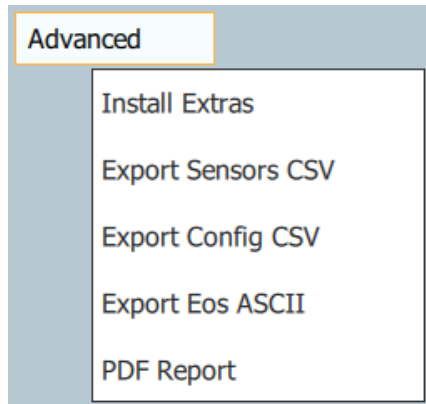 Advanced
Install Extras
Export Sensors CSV
Export Config CSV
Export Eos ASCII
PDF Report